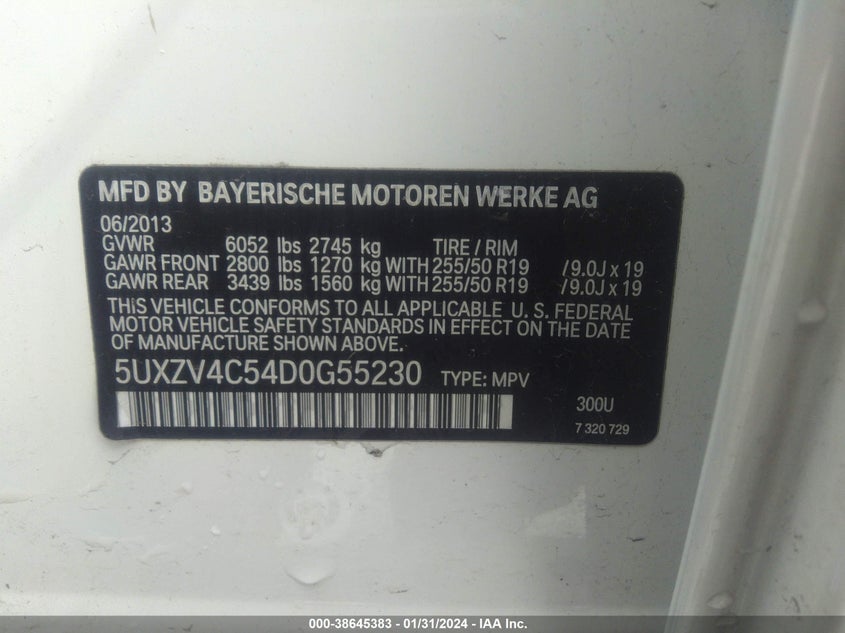 MFD BY BAYERISCHE MOTOREN WERKE AG
06/2013
GVWR 6052 lbs 2745 kg TIRE / RIM
GAWR FRONT 2800 lbs 1270 kg WITH 255/50 R19 /9.0J x 19
GAWR REAR 3439 lbs 1560 kg WITH 255/50 R19 /9.0J x 19
THIS VEHICLE CONFORMS TO ALL APPLICABLE U. S. FEDERAL
MOTOR VEHICLE SAFETY STANDARDS IN EFFECT ON THE DATE
OF MANUFACTURE SHOWN ABOVE.
5UXZV4C54D0G55230 TYPE: MPV
300U
7 320 729
000-38645383 - 01/31/2024 - IAA Inc.